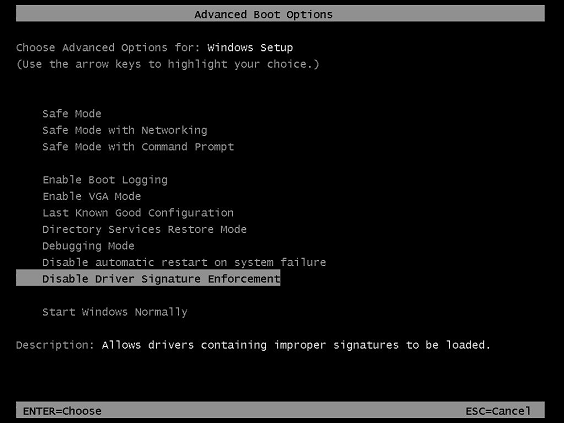 Advanced Boot Options
Choose Advanced Options for: Windows Setup
(Use the arrow keys to highlight your choice.)
Safe Mode
Safe Mode with Networking
Safe Mode with Command Prompt
Enable Boot Logging
Enable VGA Mode
Last Known Good Configuration
Directory Services Restore Mode
Debugging Mode
Disable automatic restart on system failure
Disable Driver Signature Enforcement
Start Windows Normally
Description: Allows drivers containing improper signatures to be loaded.
ENTER=Choose ESC=Cancel